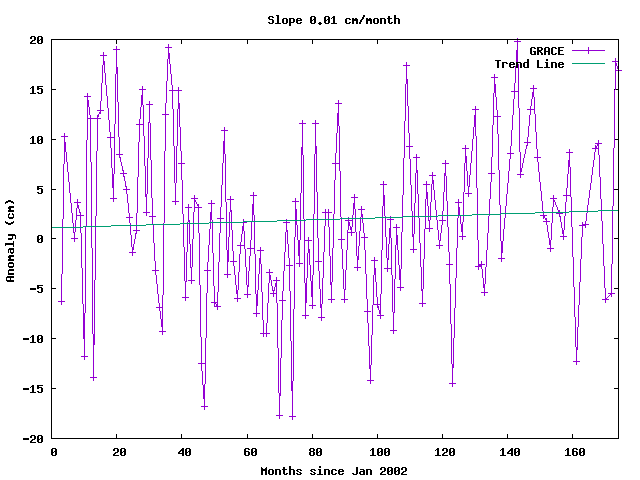 Slope 0.01 cm/month
GRACE
Trend Line
20
15
10
5
0
-5
-10
-15
-20
Anomaly (cm)
0 20 40 60 80 100 120 140 160
Months since Jan 2002